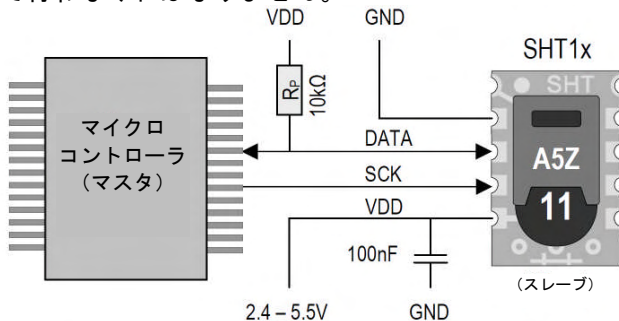 VDD
GND
SHT1x
RP
10kΩ
SHT
マイクロ
コントローラ
（マスタ）
DATA
SCK
VDD
A5Z
11
100nF
（スレーブ）
2.4 – 5.5V
GND